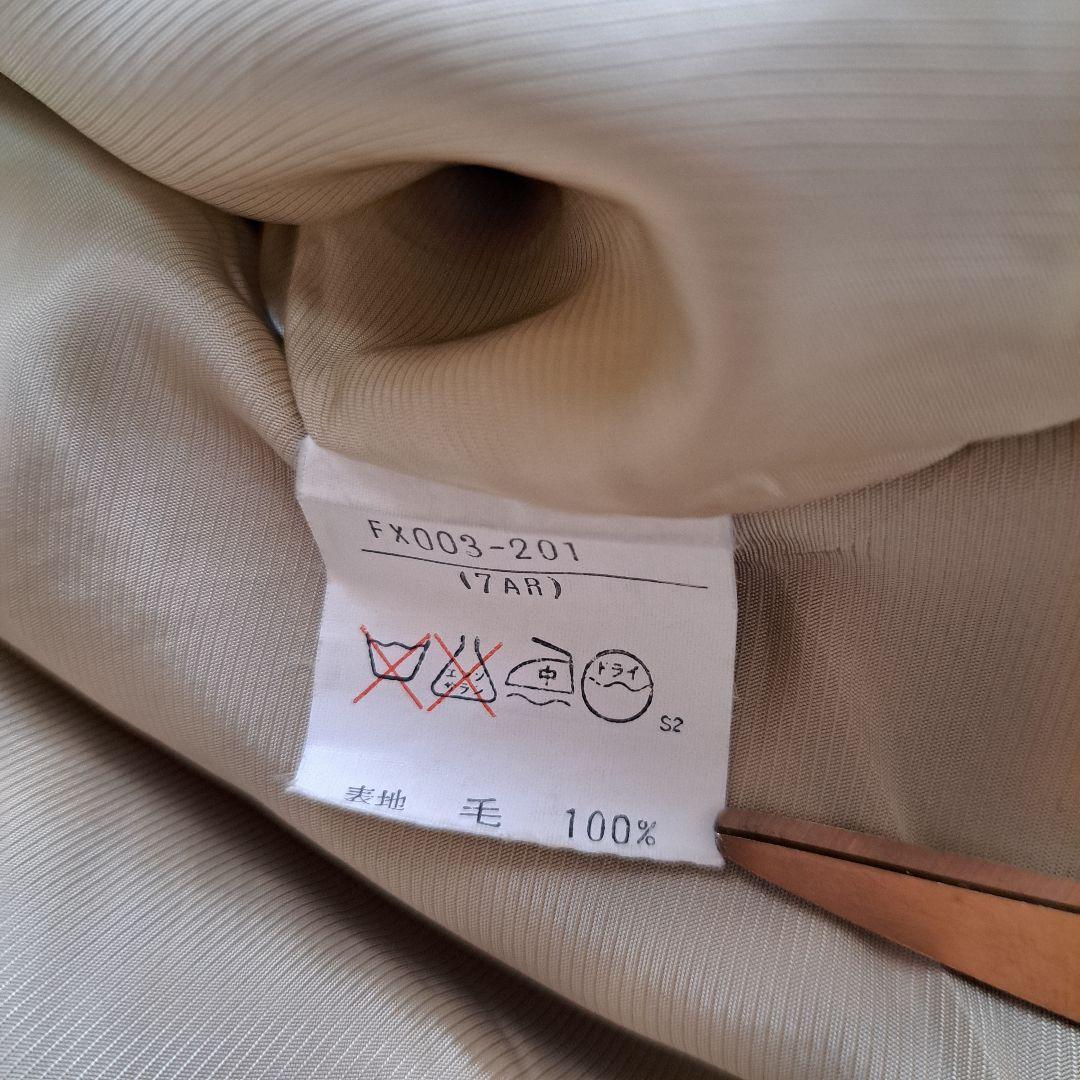 FX003-201
(7AR)
エンソ
サラシ
中
ドライ
S2
表地 毛 100%